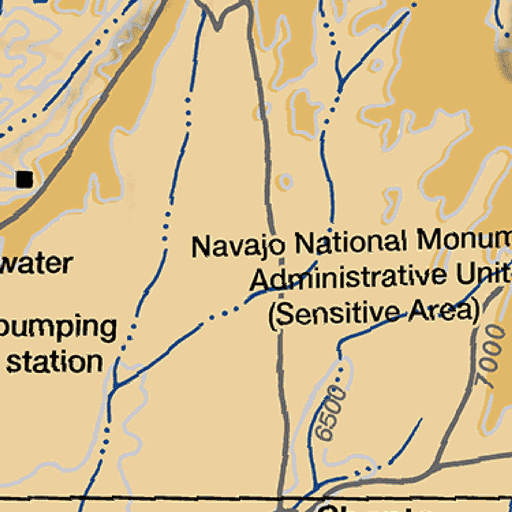 Navajo National Monum
Administrative Unit
(Sensitive Area)
water
pumping
station
7000
6500